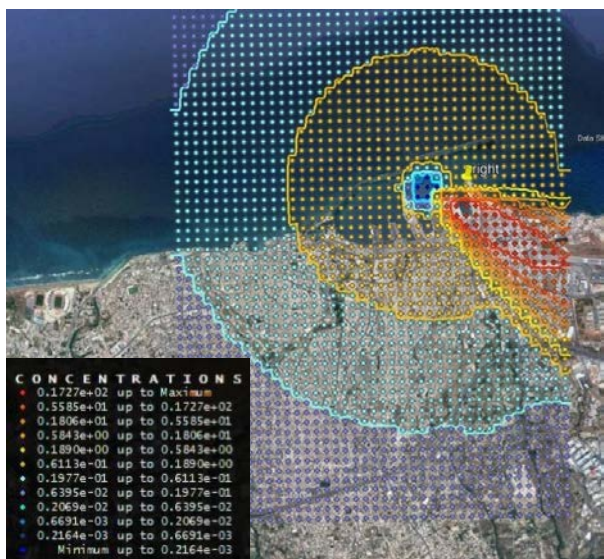 Data SI
right
CONCENTRATIONS
0.1727e+02 up to Maximum
0.5585e+01 up to 0.1727e+02
0.1806e+01 up to 0.5585e+01
0.5843e+00 up to 0.1806e+01
0.1890e+00 up to 0.5843e+00
0.6113e-01 up to 0.1890e+00
0.1977e-01 up to 0.6113e-01
0.6395e-02 up to 0.1977e-01
0.2069e-02 up to 0.6395e-02
0.6691e-03 up to 0.2069e-02
0.2164e-03 up to 0.6691e-03
Minimum up to 0.2164e-03